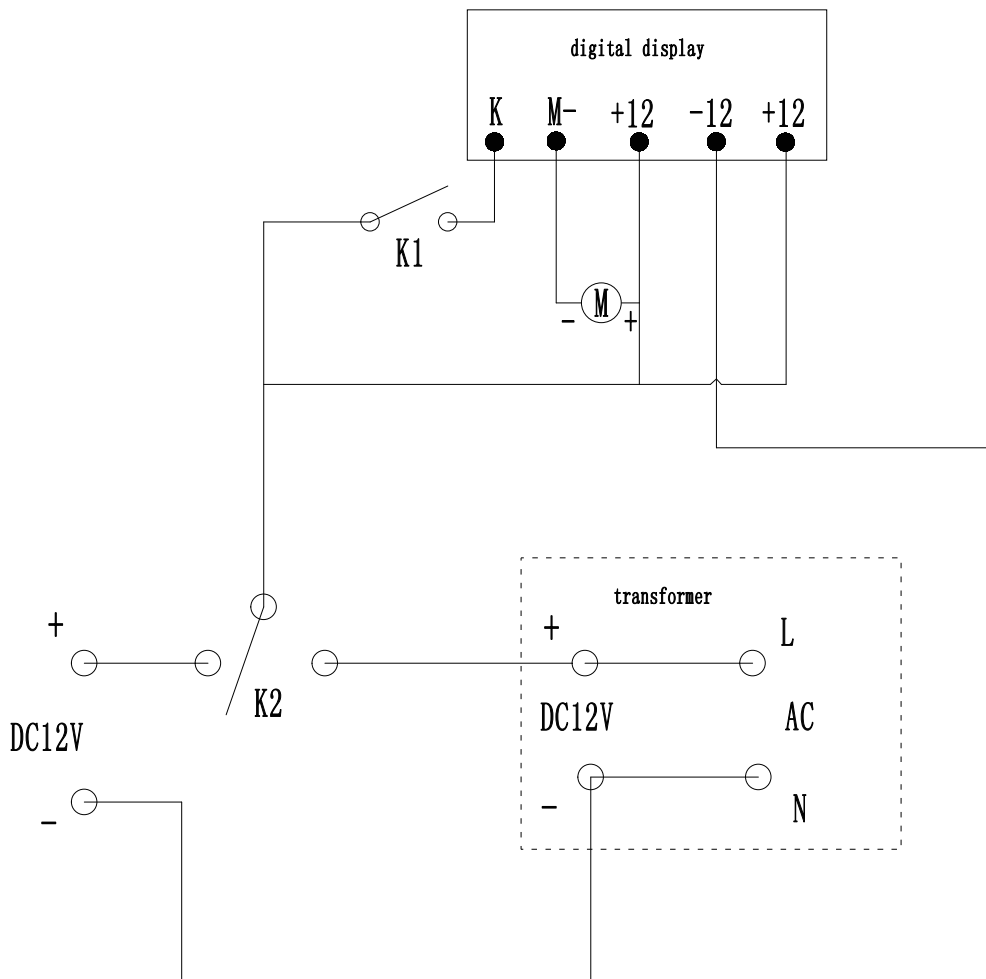 digital display
K M- +12 -12 +12
K1
M
- +
transformer
+ + L
K2
DC12V DC12V AC
- - N